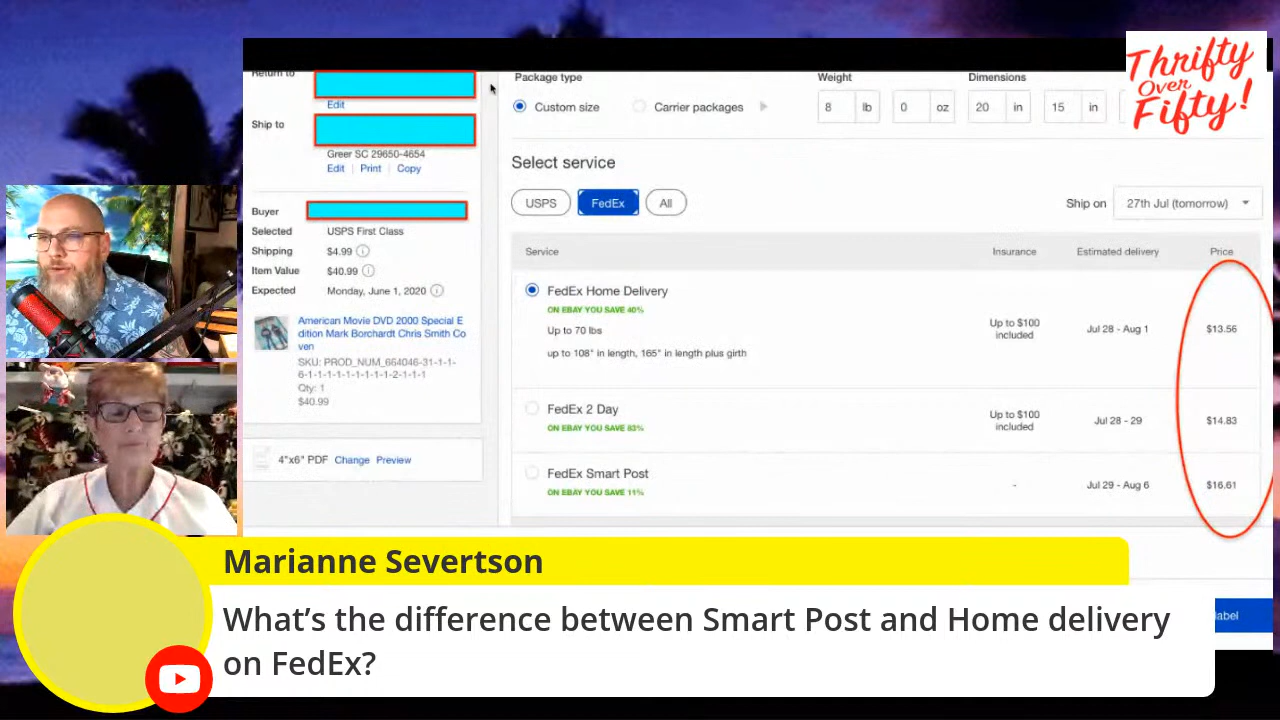 Thrifty
Over
Fifty!
Return to
Edit
Ship to
Greer SC 29650-4654
Edit | Print | Copy
Buyer
Selected USPS First Class
Shipping $4.99
Item Value $40.99
Expected Monday, June 1, 2020
American Movie DVD 2000 Special E
dition Mark Borchardt Chris Smith Co
ven
SKU: PROD_NUM_664046-31-1-1-
6-1-1-1-1-1-1-1-1-2-1-1-1
Qty: 1
$40.99
4"x6" PDF Change Preview
Package type Weight Dimensions
Custom size Carrier packages 8 lb 0 oz 20 in 15 in
Select service
USPS FedEx All Ship on 27th Jul (tomorrow)
Service Insurance Estimated delivery Price
FedEx Home Delivery
ON EBAY YOU SAVE 40%
Up to 70 lbs
up to 108" in length, 165" in length plus girth
Up to $100
included
Jul 28 - Aug 1 $13.56
FedEx 2 Day
ON EBAY YOU SAVE 83%
Up to $100
included
Jul 28 - 29 $14.83
FedEx Smart Post
ON EBAY YOU SAVE 11%
- Jul 29 - Aug 6 $16.61
label
Marianne Severtson
What's the difference between Smart Post and Home delivery
on FedEx?